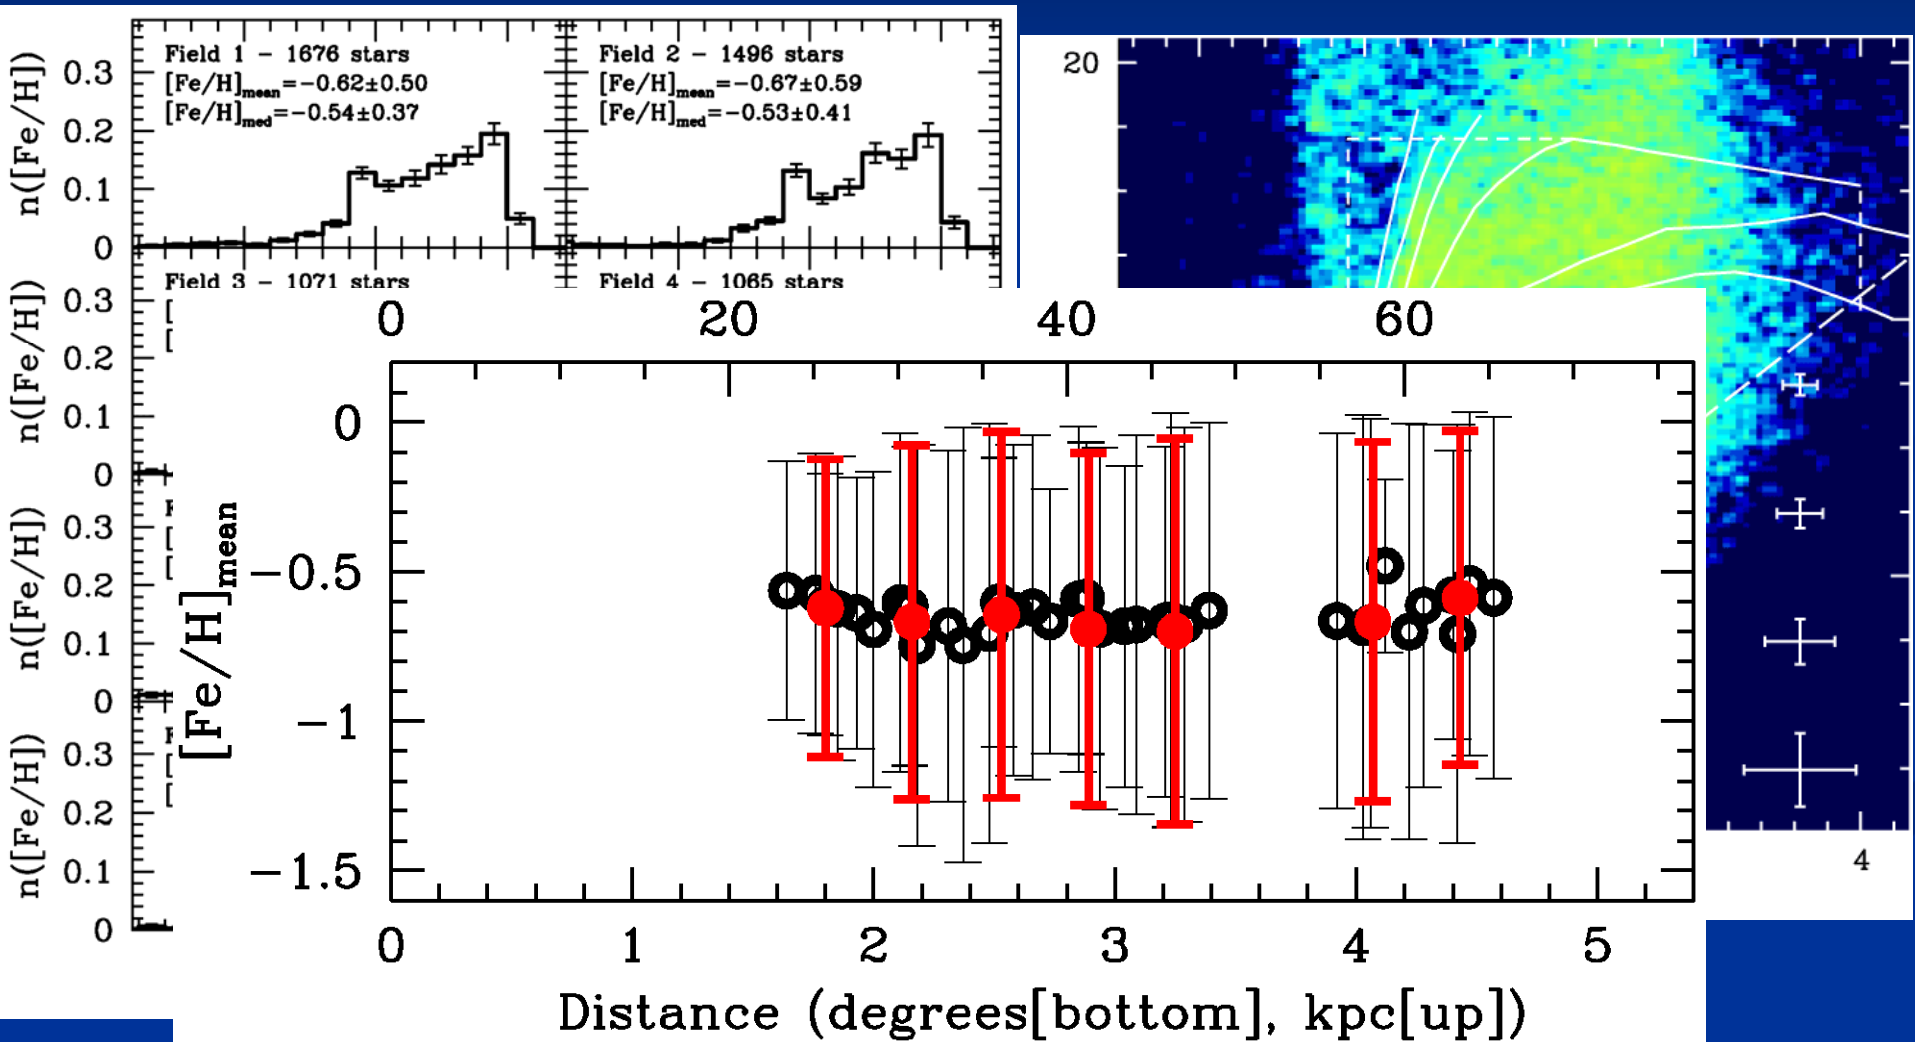 Field 1 - 1676 stars
[Fe/H]mean=-0.62±0.50
[Fe/H]med=-0.54±0.37
Field 2 - 1496 stars
[Fe/H]mean=-0.67±0.59
[Fe/H]med=-0.53±0.41
n([Fe/H])
0.3
0.2
0.1
0
Field 3 - 1071 stars
Field 4 - 1065 stars
n([Fe/H])
0.3
0.2
0.1
0
n([Fe/H])
0.3
0.2
0.1
0
n([Fe/H])
0.3
0.2
0.1
0
20
4
0 20 40 60
[Fe/H]mean
0
-0.5
-1
-1.5
0 1 2 3 4 5
Distance (degrees[bottom], kpc[up])